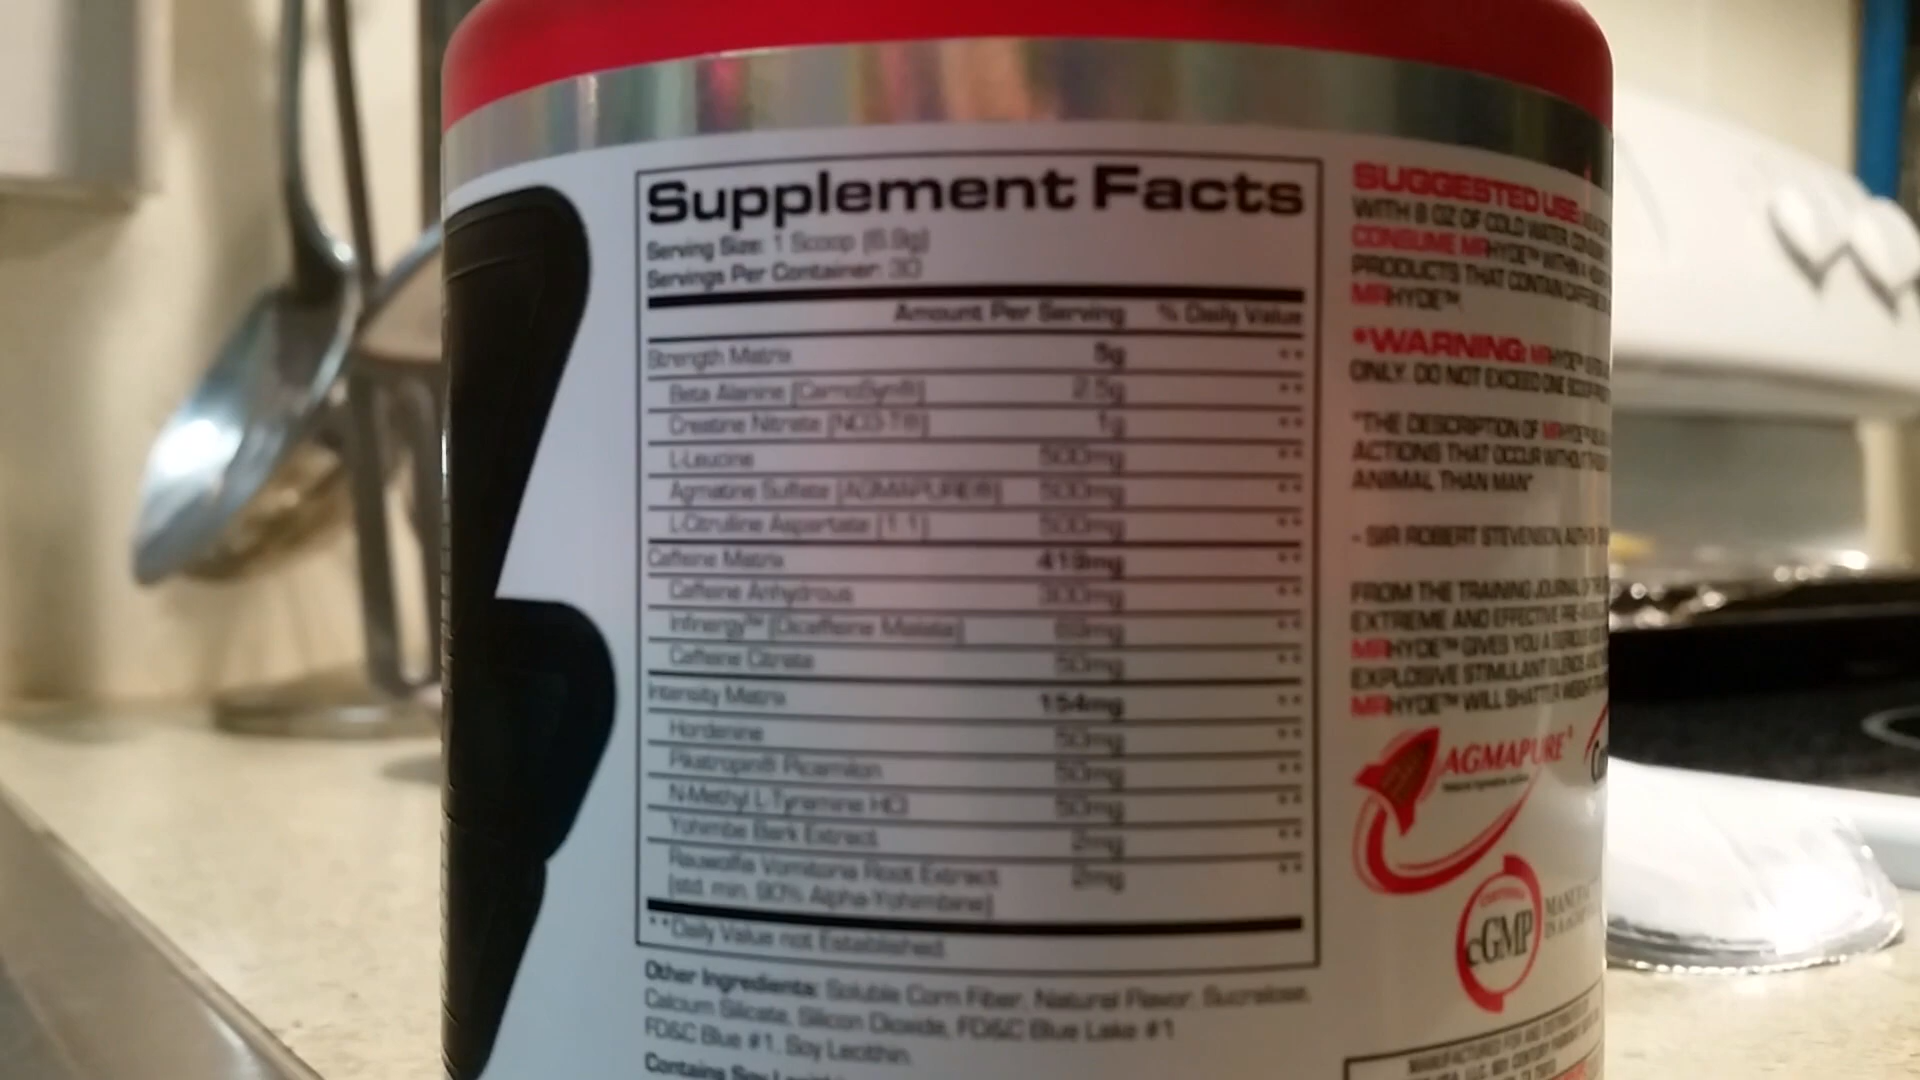 Supplement Facts
Serving Size: 1 Scoop (6.9g)
Servings Per Container: 30
Amount Per Serving % Daily Value
Strength Matrix 5g **
Beta Alanine [CarnoSyn®] 2.5g **
Creatine Nitrate [NO3-T®] 1g **
L-Leucine 500mg **
Agmatine Sulfate [AGMAPURE®] 500mg **
L-Citrulline Aspartate [1:1] 500mg **
Caffeine Matrix 419mg **
Caffeine Anhydrous 300mg **
Infinergy™ [Dicaffeine Malate] 69mg **
Caffeine Citrate 50mg **
Intensity Matrix 154mg **
Hordenine 50mg **
Pikatropin® Picamilon 50mg **
N-Methyl L-Tyramine HCl 50mg **
Yohimbe Bark Extract 2mg **
Rauwolfia Vomitoria Root Extract 2mg **
[std. min. 90% Alpha-Yohimbine]
**Daily Value not Established.
Other Ingredients: Soluble Corn Fiber, Natural Flavor, Sucralose,
Calcium Silicate, Silicon Dioxide, FD&C Blue Lake #1
FD&C Blue #1. Soy Lecithin.
Contains Soy
SUGGESTED USE:
WITH 8 OZ OF COLD WATER.
CONSUME MRHYDE™ WITHIN 4
PRODUCTS THAT CONTAIN
MRHYDE™.
*WARNING:
ONLY. DO NOT EXCEED ONE
"THE DESCRIPTION OF
ACTIONS THAT OCCUR
ANIMAL THAN MAN"
- SIR ROBERT STEVENSON,
FROM THE TRAINING JOURNAL
EXTREME AND EFFECTIVE
MRHYDE™ GIVES YOU A
EXPLOSIVE STIMULANT
MRHYDE™ WILL SHATTER
AGMAPURE®
cGMP
MANUFACTURED FOR AND